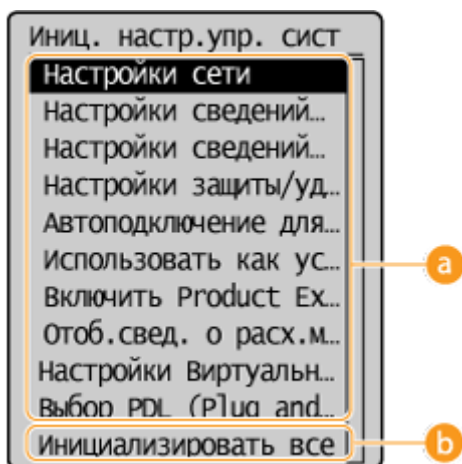 Иниц. настр.упр. сист
Настройки сети
Настройки сведений…
Настройки сведений…
Настройки защиты/уд…
Автоподключение для…
Использовать как ус…
Включить Product Ex…
Отоб.свед. о расх.м…
Настройки Виртуальн…
Выбор PDL (Plug and…
Инициализировать все
a
b